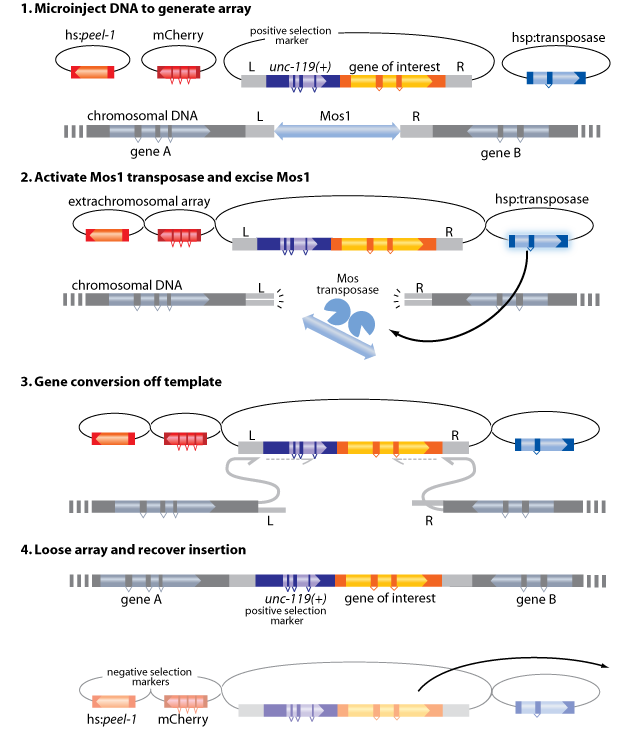 1. Microinject DNA to generate array
positive selection
marker
hs:peel-1
mCherry
hsp:transposase
L
unc-119(+)
gene of interest
R
chromosomal DNA
L
Mos1
R
gene A
gene B
2. Activate Mos1 transposase and excise Mos1
extrachromosomal array
hsp:transposase
L
R
chromosomal DNA
L
Mos
transposase
R
3. Gene conversion off template
L
R
L
R
4. Loose array and recover insertion
gene A
unc-119(+)
positive selection
marker
gene of interest
gene B
negative selection
markers
hs:peel-1
mCherry